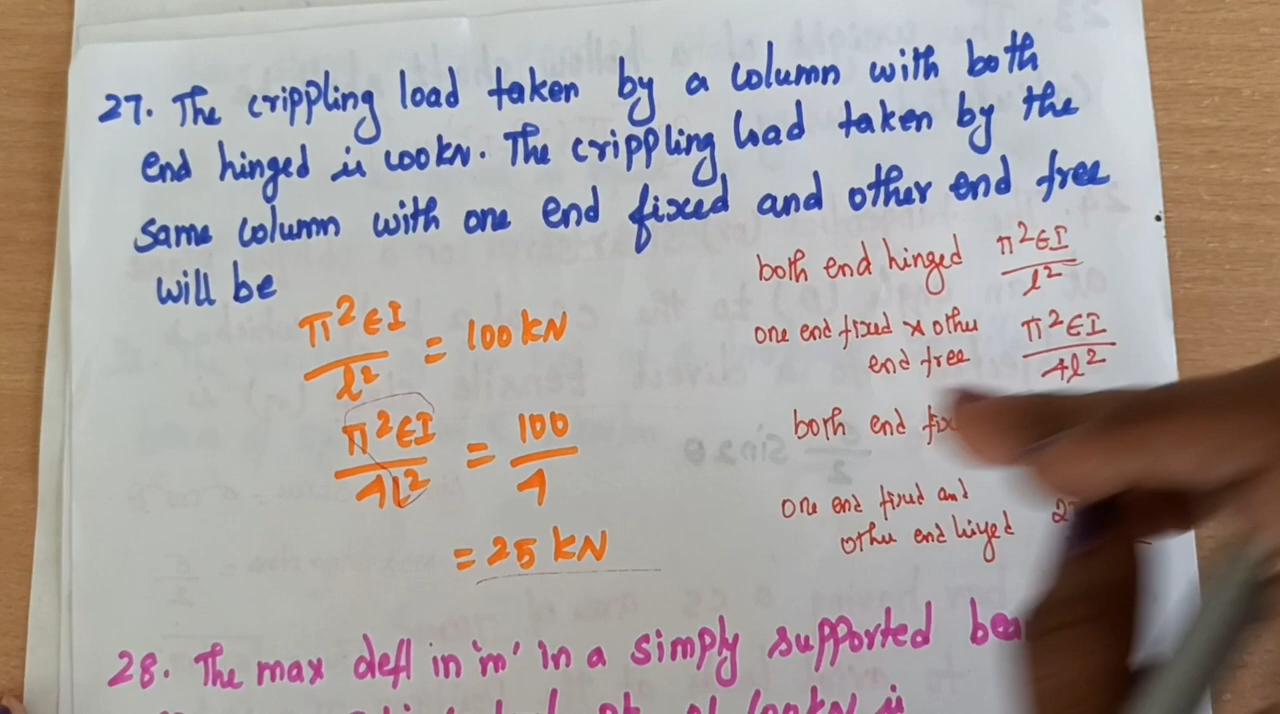 27. The crippling load taken by a column with both
end hinged is 100kN. The crippling load taken by the
same column with one end fixed and other end free
will be
π²EI/l² = 100kN
π²EI/4l² = 100/4
= 25 kN
both end hinged π²EI/l²
one end fixed & other
end free π²EI/4l²
both end
one end fixed and
other end hinged
28. The max defl in 'm' in a simply supported